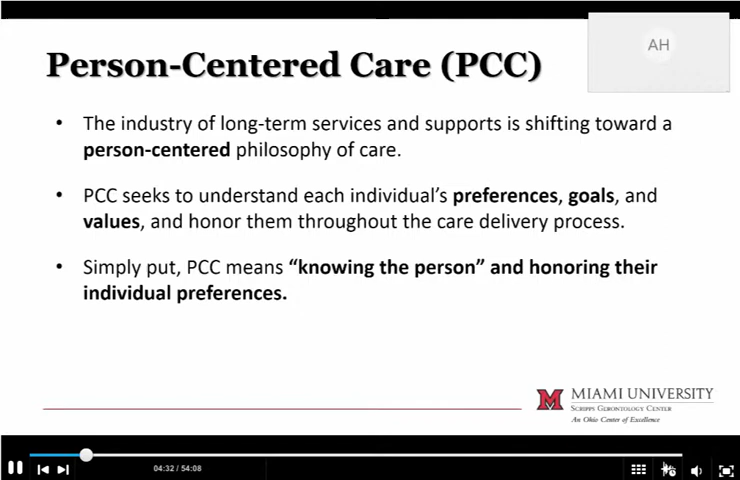 AH
Person-Centered Care (PCC)
• The industry of long-term services and supports is shifting toward a
person-centered philosophy of care.
• PCC seeks to understand each individual's preferences, goals, and
values, and honor them throughout the care delivery process.
• Simply put, PCC means “knowing the person” and honoring their
individual preferences.
M MIAMI UNIVERSITY
SCRIPPS GERONTOLOGY CENTER
An Ohio Center of Excellence
04:32 / 54:08